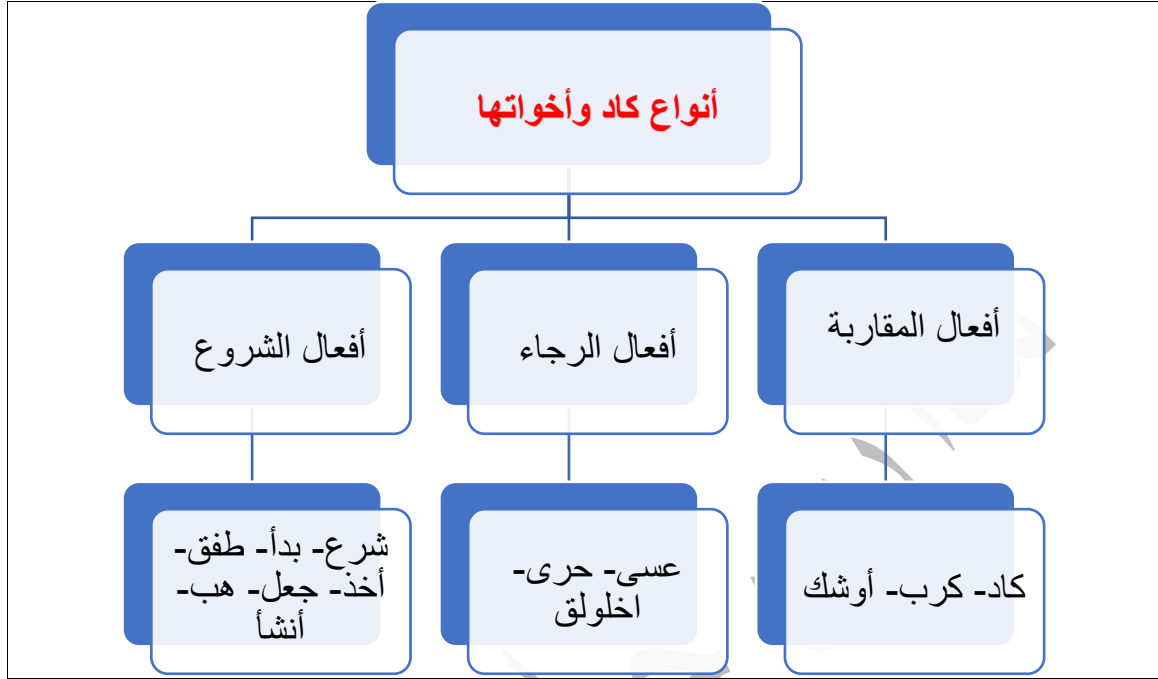 أنواع كاد وأخواتها
أفعال المقاربة
أفعال الرجاء
أفعال الشروع
كاد- كرب- أوشك
عسى- حرى-
اخلولق
شرع- بدأ- طفق-
أخذ- جعل- هب-
أنشأ